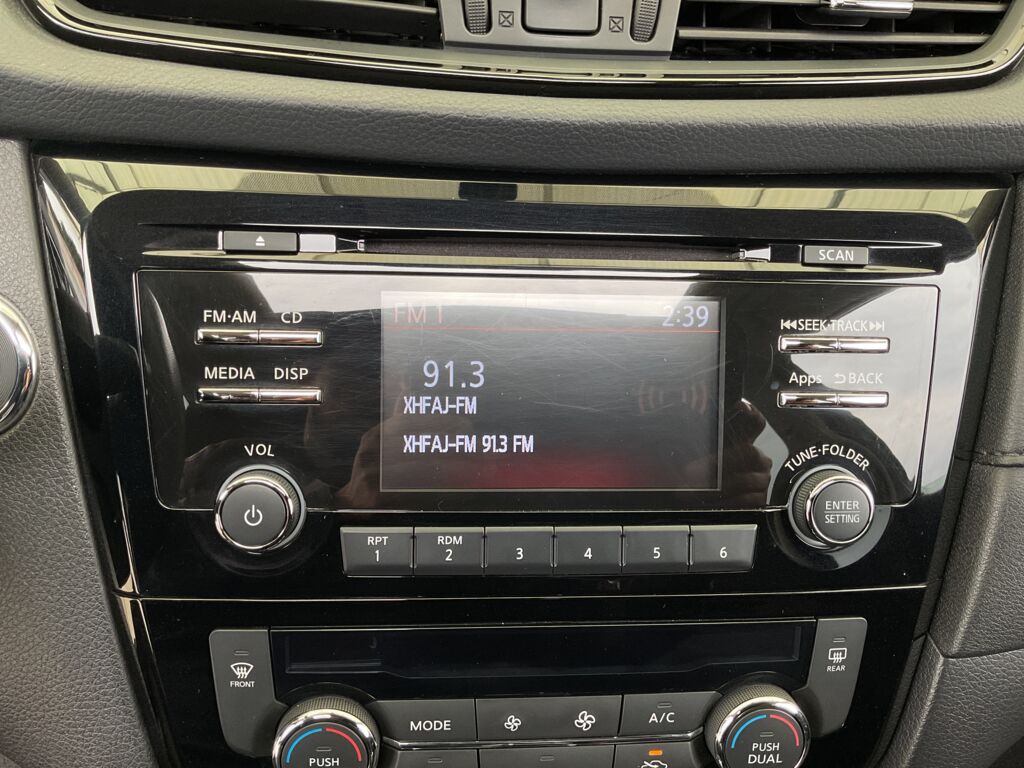 SCAN
FM·AM CD
MEDIA DISP
FM 1 2:39
91.3
XHFAJ-FM
XHFAJ-FM 91.3 FM
SEEK·TRACK
Apps BACK
VOL
TUNE·FOLDER
ENTER
SETTING
RPT
1
RDM
2
3
4
5
6
FRONT
REAR
MODE
A/C
PUSH
PUSH
DUAL